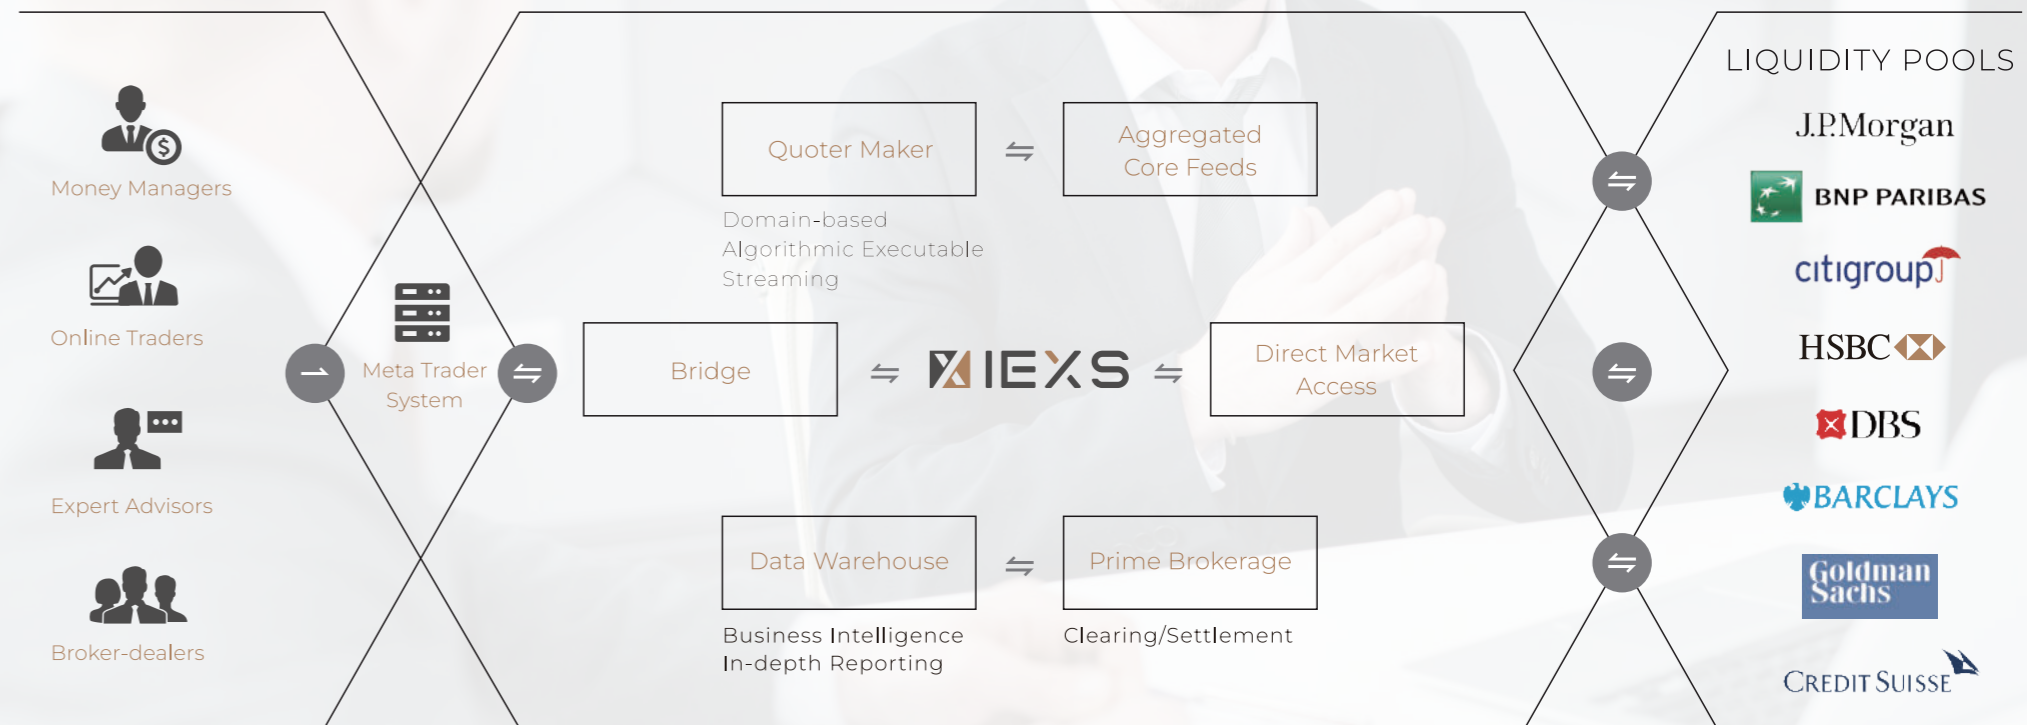 Money Managers
Online Traders
Expert Advisors
Broker-dealers
Meta Trader
System
Quoter Maker
Aggregated
Core Feeds
Domain-based
Algorithmic Executable
Streaming
Bridge
IEXS
Direct Market
Access
Data Warehouse
Prime Brokerage
Business Intelligence
In-depth Reporting
Clearing/Settlement
LIQUIDITY POOLS
J.P.Morgan
BNP PARIBAS
citigroup
HSBC
DBS
BARCLAYS
Goldman
Sachs
CREDIT SUISSE